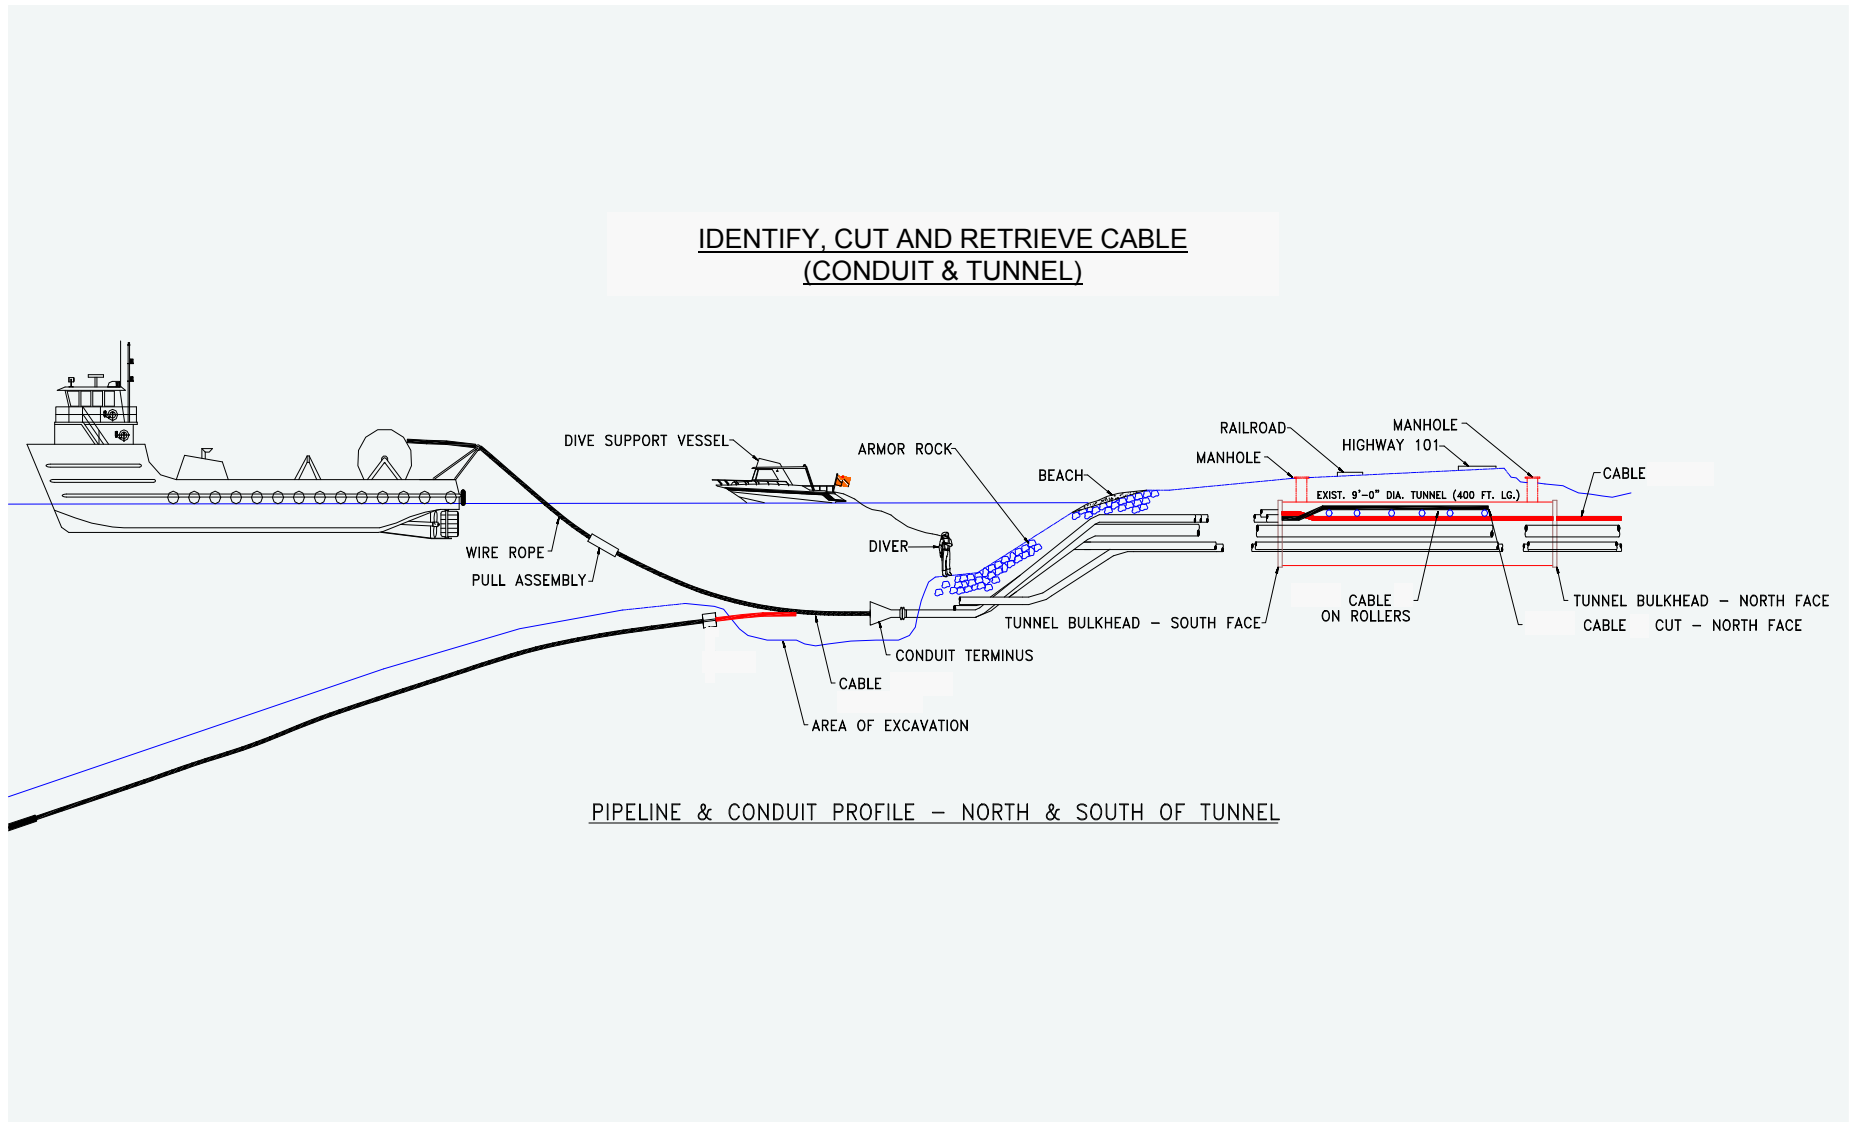 IDENTIFY, CUT AND RETRIEVE CABLE
(CONDUIT & TUNNEL)
DIVE SUPPORT VESSEL
ARMOR ROCK
BEACH
RAILROAD
MANHOLE
MANHOLE
HIGHWAY 101
CABLE
EXIST. 9'-0" DIA. TUNNEL (400 FT. LG.)
WIRE ROPE
PULL ASSEMBLY
DIVER
TUNNEL BULKHEAD - SOUTH FACE
CABLE
ON ROLLERS
TUNNEL BULKHEAD - NORTH FACE
CABLE CUT - NORTH FACE
CONDUIT TERMINUS
CABLE
AREA OF EXCAVATION
PIPELINE & CONDUIT PROFILE - NORTH & SOUTH OF TUNNEL